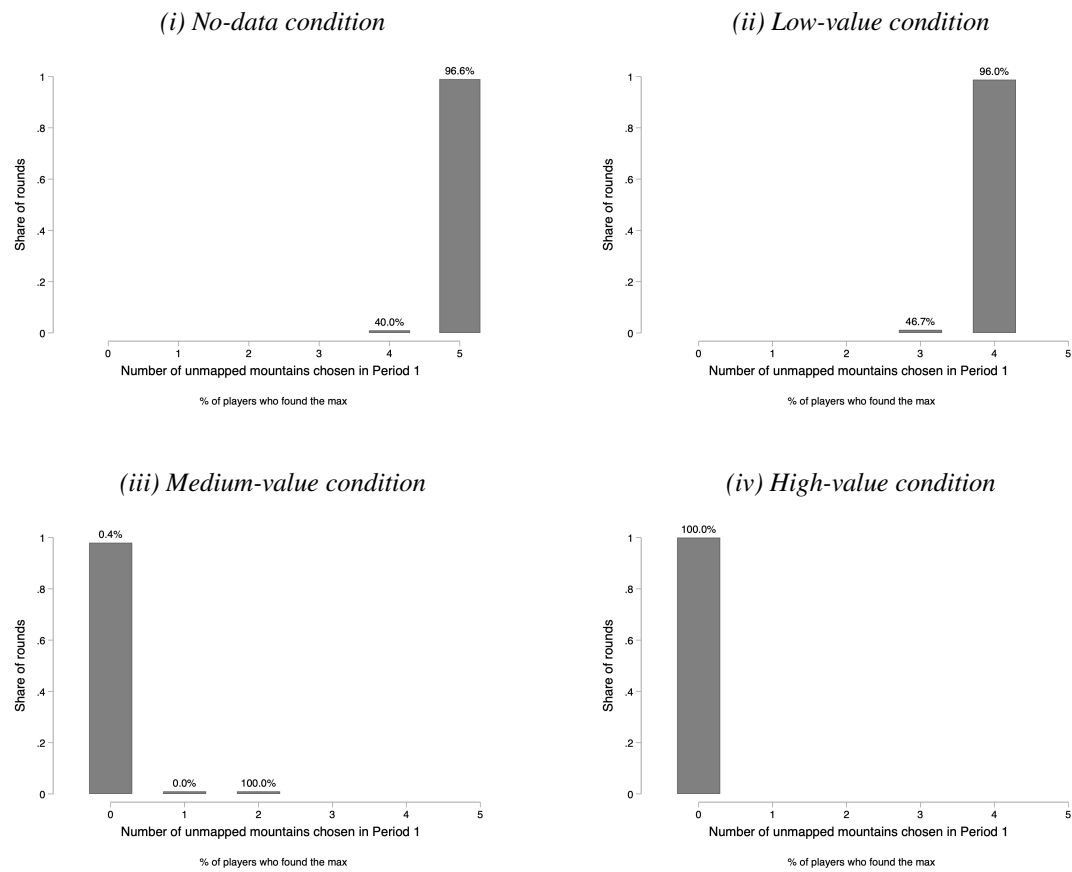 (i) No-data condition
96.6%
40.0%
1
.8
.6
.4
.2
0
Share of rounds
0 1 2 3 4 5
Number of unmapped mountains chosen in Period 1
% of players who found the max
(ii) Low-value condition
96.0%
46.7%
1
.8
.6
.4
.2
0
Share of rounds
0 1 2 3 4 5
Number of unmapped mountains chosen in Period 1
% of players who found the max
(iii) Medium-value condition
0.4%
0.0%
100.0%
1
.8
.6
.4
.2
0
Share of rounds
0 1 2 3 4 5
Number of unmapped mountains chosen in Period 1
% of players who found the max
(iv) High-value condition
100.0%
1
.8
.6
.4
.2
0
Share of rounds
0 1 2 3 4 5
Number of unmapped mountains chosen in Period 1
% of players who found the max